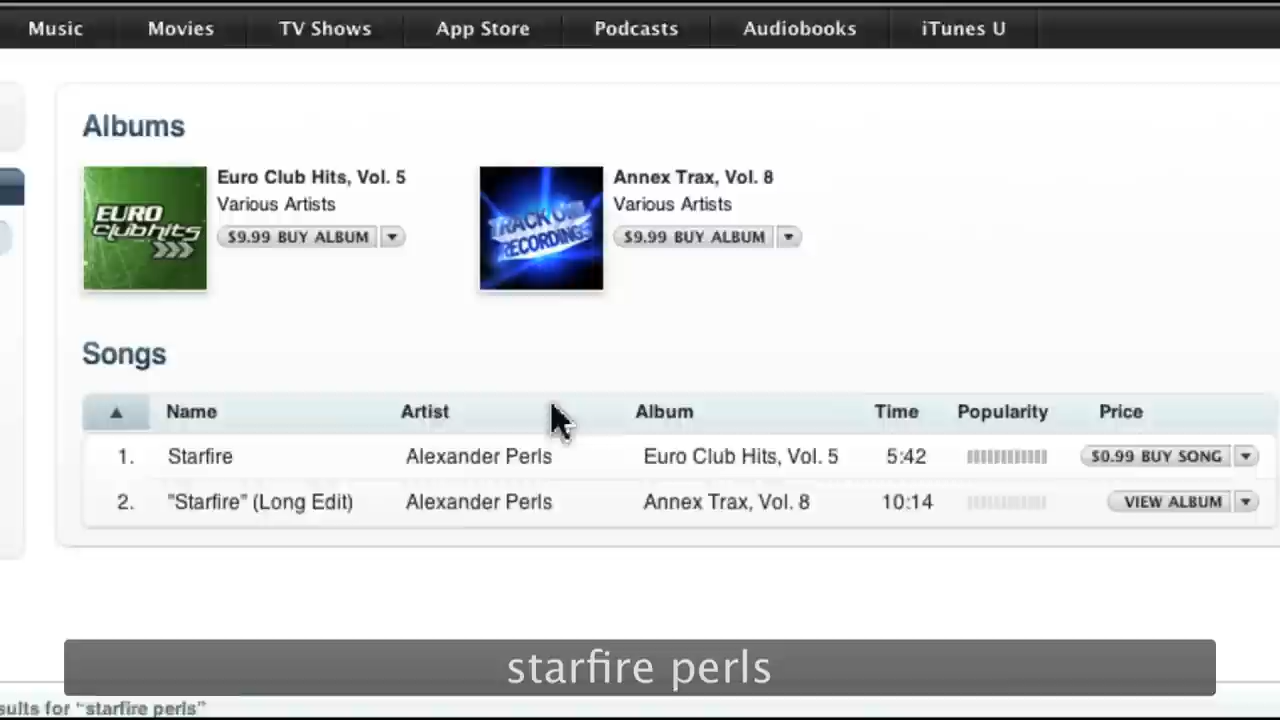 Music Movies TV Shows App Store Podcasts Audiobooks iTunes U
Albums
EURO
clubhits
Euro Club Hits, Vol. 5
Various Artists
$9.99 BUY ALBUM
TRACK ONE
RECORDINGS
Annex Trax, Vol. 8
Various Artists
$9.99 BUY ALBUM
Songs
Name Artist Album Time Popularity Price
1. Starfire Alexander Perls Euro Club Hits, Vol. 5 5:42 $0.99 BUY SONG
2. "Starfire" (Long Edit) Alexander Perls Annex Trax, Vol. 8 10:14 VIEW ALBUM
starfire perls
sults for "starfire perls"